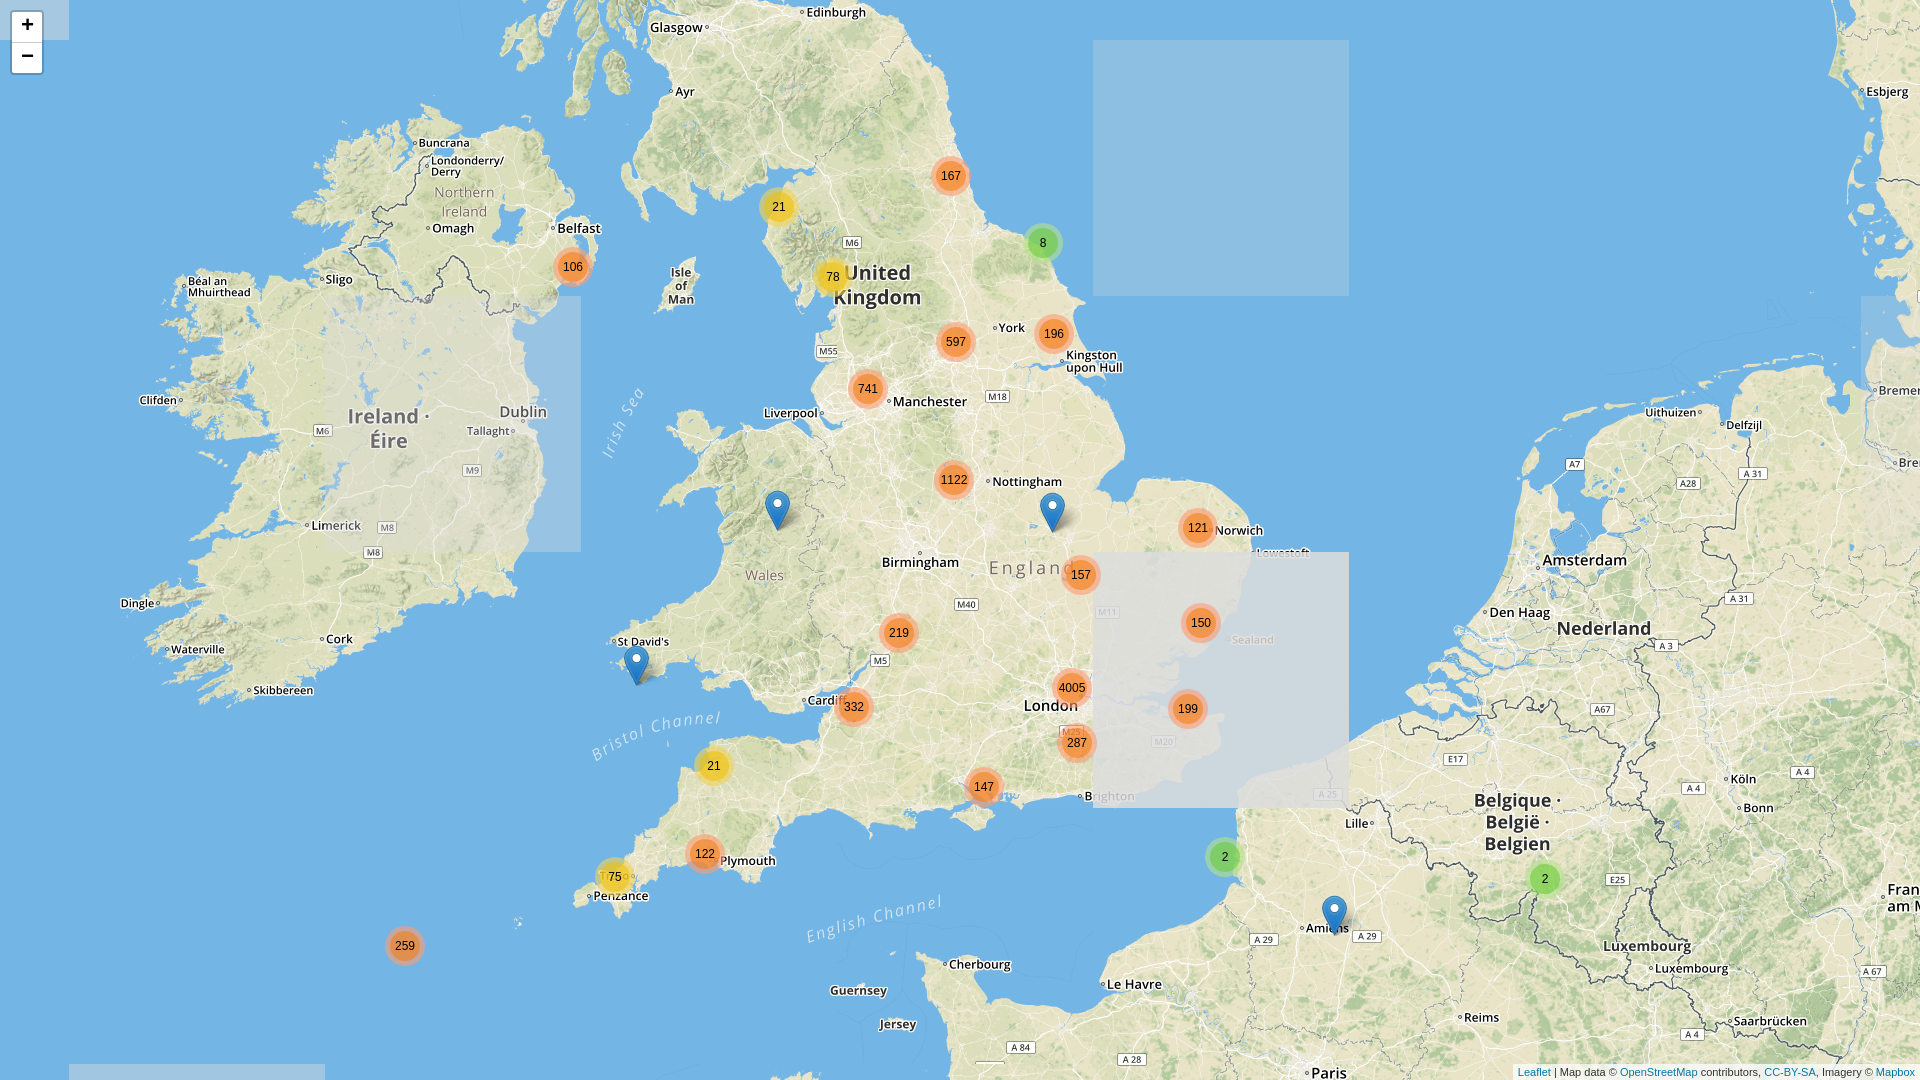 +
−
Edinburgh
Glasgow
Ayr
Esbjerg
Buncrana
Londonderry/
Derry
Northern
Ireland
Omagh
Belfast
167
21
M6
8
106
Béal an
Mhuirthead
Sligo
Isle
of
Man
78
United
Kingdom
York
196
597
M55
Kingston
upon Hull
741
Clifden
Irish Sea
Ireland ·
Éire
Dublin
Tallaght
M6
M9
Liverpool
Manchester
M18
Uithuizen
Delfzijl
A7
A 31
A28
1122
Nottingham
Limerick
M8
M8
121
Norwich
Lowestoft
Birmingham
England
157
Wales
M40
M11
Amsterdam
A 31
Den Haag
Nederland
A 3
Dingle
Waterville
Cork
Skibbereen
St David's
219
M5
150
Sealand
4005
London
M25
287
199
M20
Cardiff
332
Bristol Channel
21
147
Brighton
A67
E17
A 25
Köln
A 4
A 4
Bonn
Belgique ·
België ·
Belgien
Lille
122
Plymouth
75
Penzance
2
2
E25
English Channel
259
Amiens
A 29
A 29
Luxembourg
Luxembourg
A 67
Cherbourg
Le Havre
Guernsey
Jersey
Reims
Saarbrücken
A 4
A 84
A 28
Paris
Leaflet | Map data © OpenStreetMap contributors, CC-BY-SA, Imagery © Mapbox